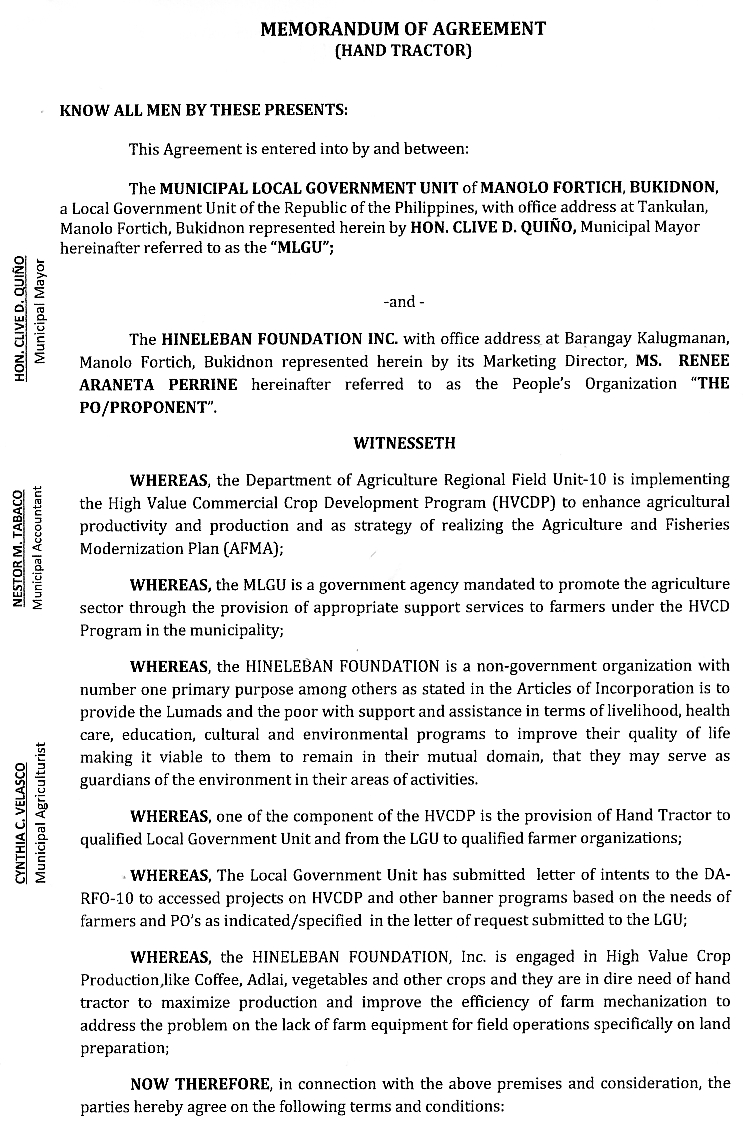 MEMORANDUM OF AGREEMENT
(HAND TRACTOR)
KNOW ALL MEN BY THESE PRESENTS:
This Agreement is entered into by and between:
The MUNICIPAL LOCAL GOVERNMENT UNIT of MANOLO FORTICH, BUKIDNON,
a Local Government Unit of the Republic of the Philippines, with office address at Tankulan,
Manolo Fortich, Bukidnon represented herein by HON. CLIVE D. QUIÑO, Municipal Mayor
hereinafter referred to as the “MLGU”;
-and -
The HINELEBAN FOUNDATION INC. with office address at Barangay Kalugmanan,
Manolo Fortich, Bukidnon represented herein by its Marketing Director, MS. RENEE
ARANETA PERRINE hereinafter referred to as the People's Organization “THE
PO/PROPONENT”.
WITNESSETH
WHEREAS, the Department of Agriculture Regional Field Unit-10 is implementing
the High Value Commercial Crop Development Program (HVCDP) to enhance agricultural
productivity and production and as strategy of realizing the Agriculture and Fisheries
Modernization Plan (AFMA);
WHEREAS, the MLGU is a government agency mandated to promote the agriculture
sector through the provision of appropriate support services to farmers under the HVCD
Program in the municipality;
WHEREAS, the HINELEBAN FOUNDATION is a non-government organization with
number one primary purpose among others as stated in the Articles of Incorporation is to
provide the Lumads and the poor with support and assistance in terms of livelihood, health
care, education, cultural and environmental programs to improve their quality of life
making it viable to them to remain in their mutual domain, that they may serve as
guardians of the environment in their areas of activities.
WHEREAS, one of the component of the HVCDP is the provision of Hand Tractor to
qualified Local Government Unit and from the LGU to qualified farmer organizations;
WHEREAS, The Local Government Unit has submitted letter of intents to the DA-
RFO-10 to accessed projects on HVCDP and other banner programs based on the needs of
farmers and PO's as indicated/specified in the letter of request submitted to the LGU;
WHEREAS, the HINELEBAN FOUNDATION, Inc. is engaged in High Value Crop
Production,like Coffee, Adlai, vegetables and other crops and they are in dire need of hand
tractor to maximize production and improve the efficiency of farm mechanization to
address the problem on the lack of farm equipment for field operations specifically on land
preparation;
NOW THEREFORE, in connection with the above premises and consideration, the
parties hereby agree on the following terms and conditions:
HON. CLIVE D. QUIÑO
Municipal Mayor
NESTOR M. TABACO
Municipal Accountant
CYNTHIA C. VELASCO
Municipal Agriculturist